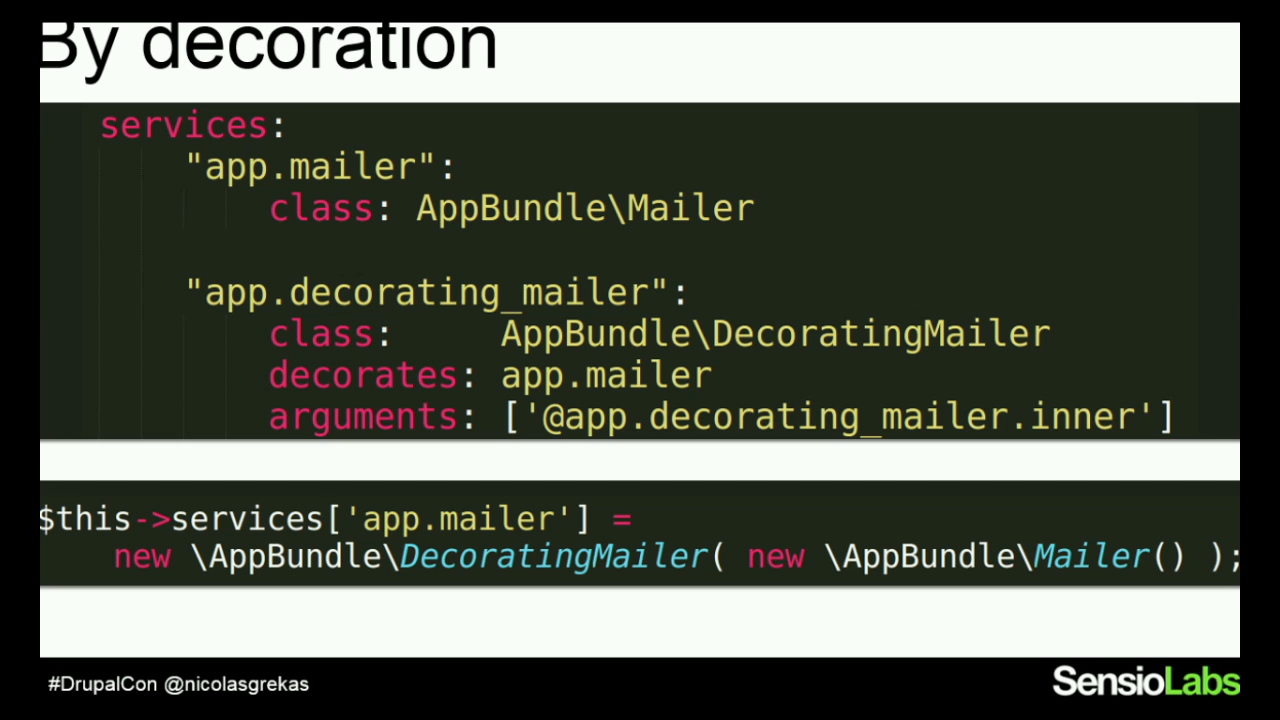 By decoration
services:
"app.mailer":
class: AppBundle\Mailer
"app.decorating_mailer":
class: AppBundle\DecoratingMailer
decorates: app.mailer
arguments: ['@app.decorating_mailer.inner']
$this->services['app.mailer'] =
new \AppBundle\DecoratingMailer( new \AppBundle\Mailer() );
#DrupalCon @nicolasgrekas
SensioLabs